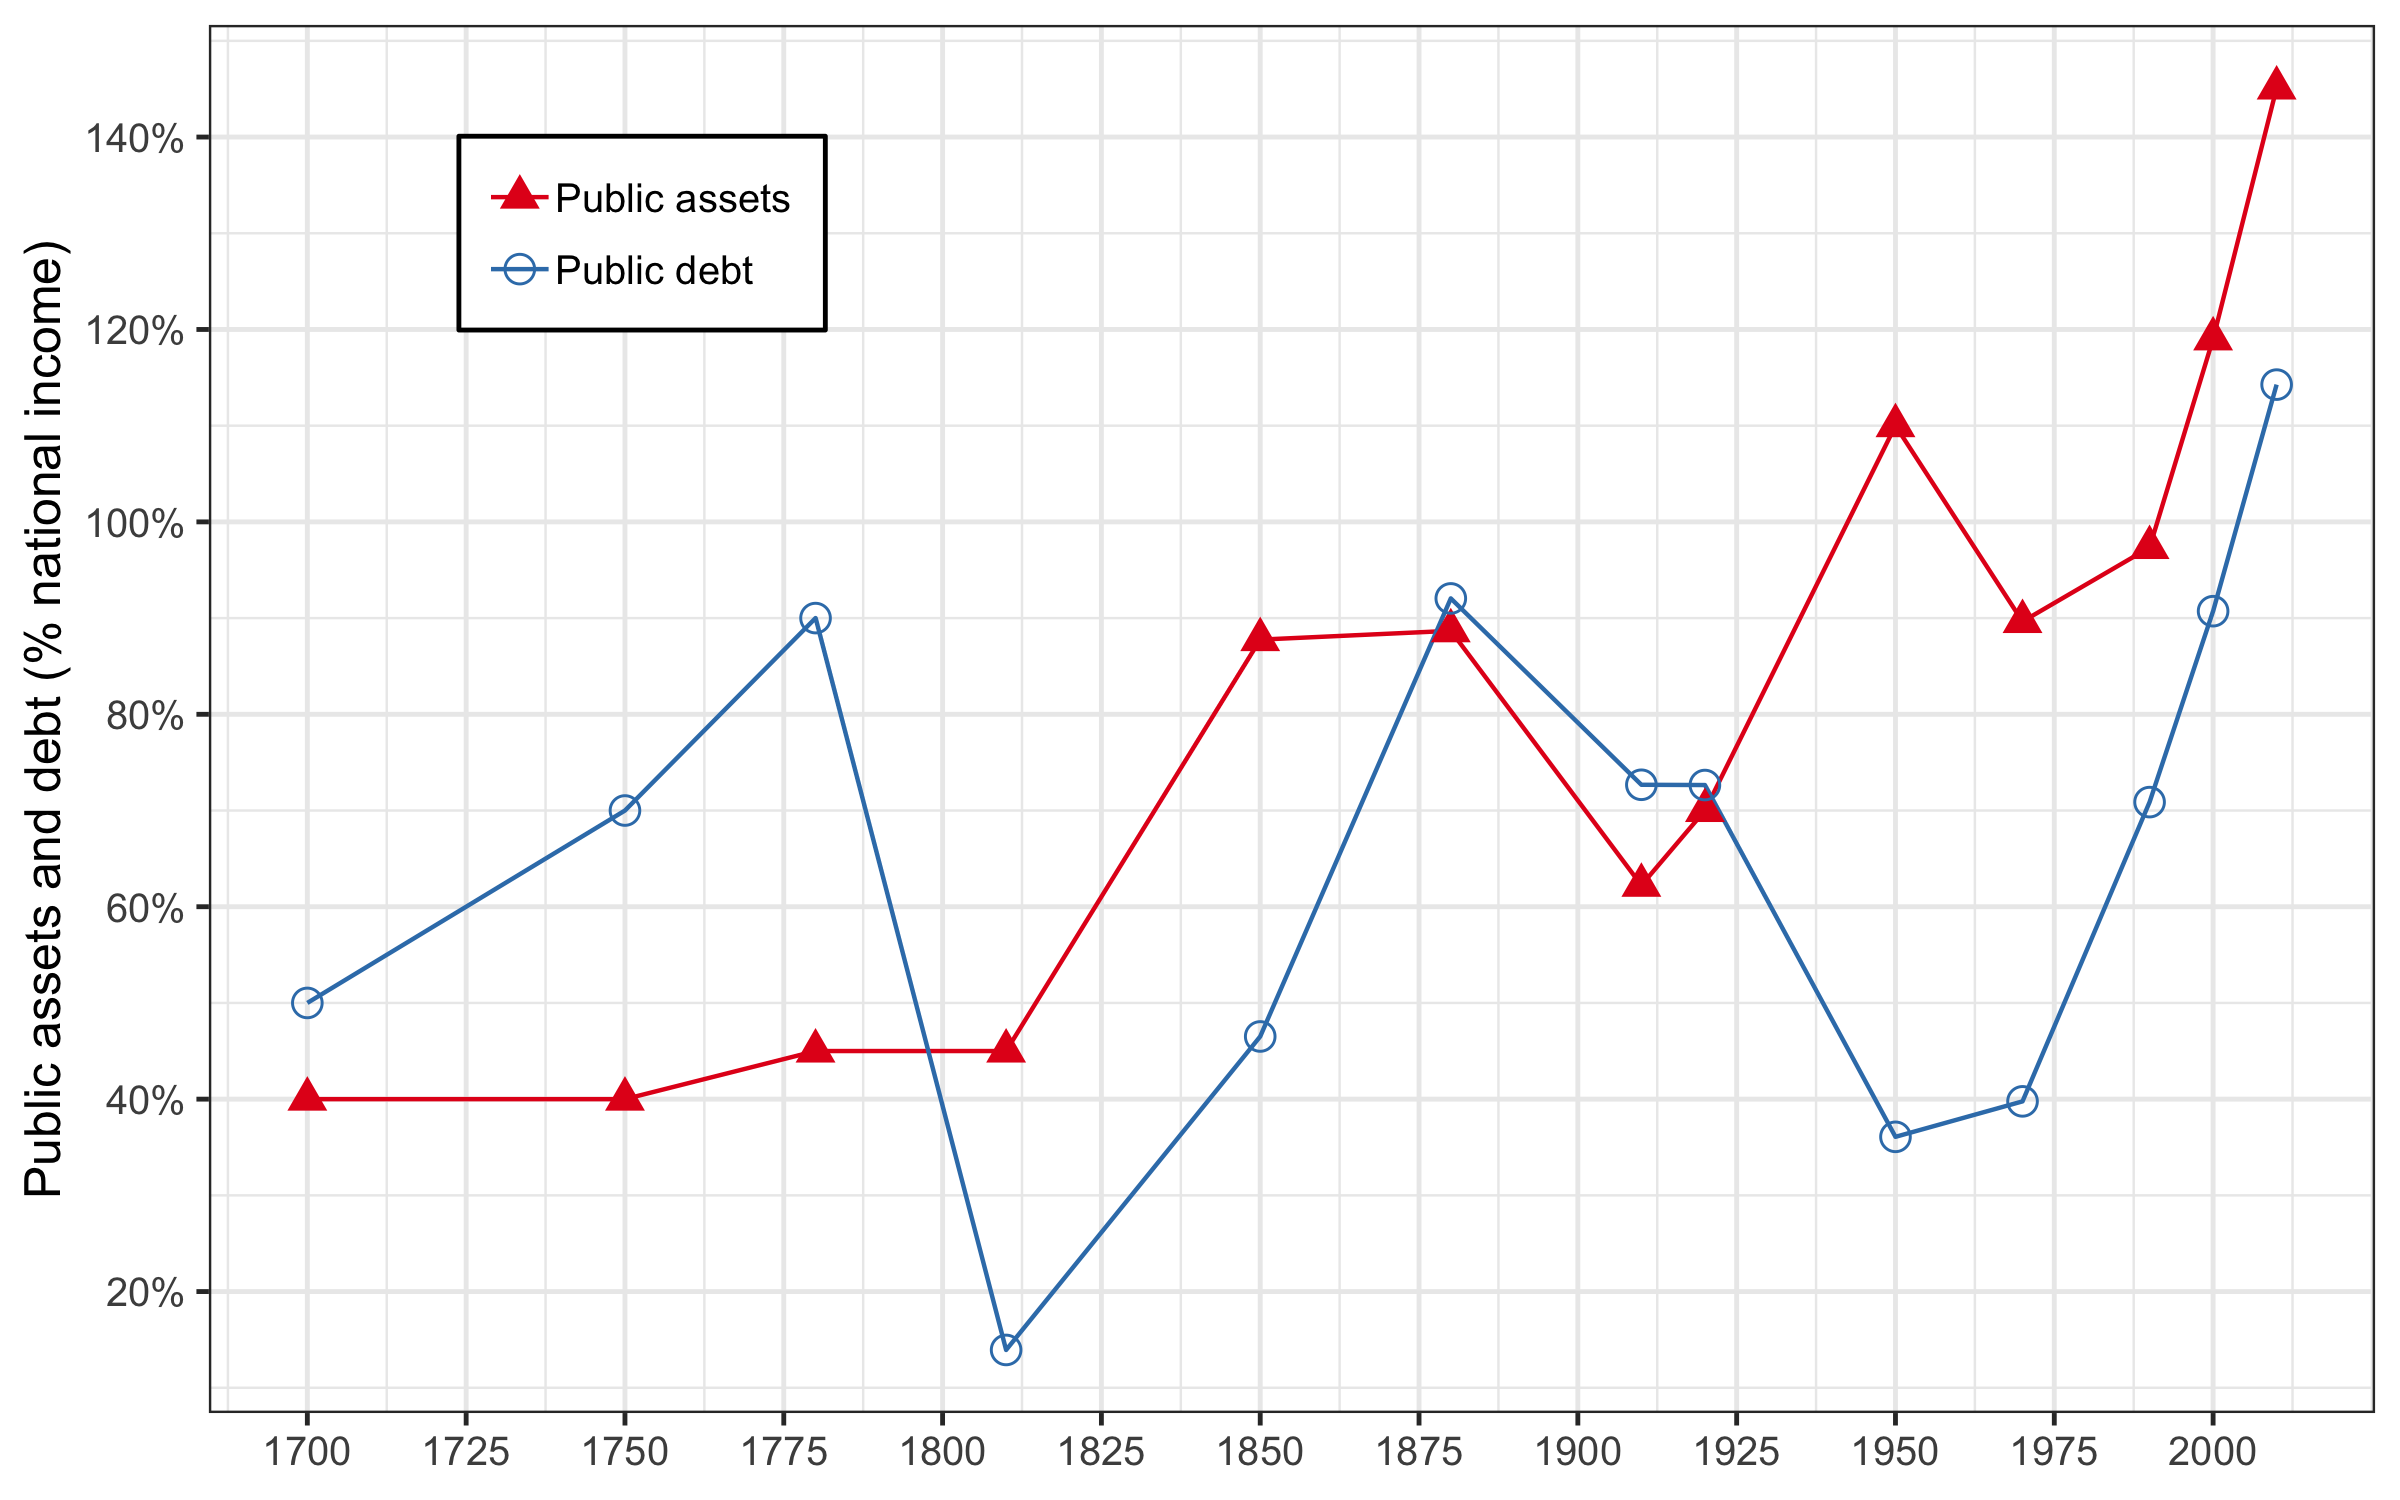 Public assets and debt (% national income)
140%
120%
100%
80%
60%
40%
20%
Public assets
Public debt
1700 1725 1750 1775 1800 1825 1850 1875 1900 1925 1950 1975 2000